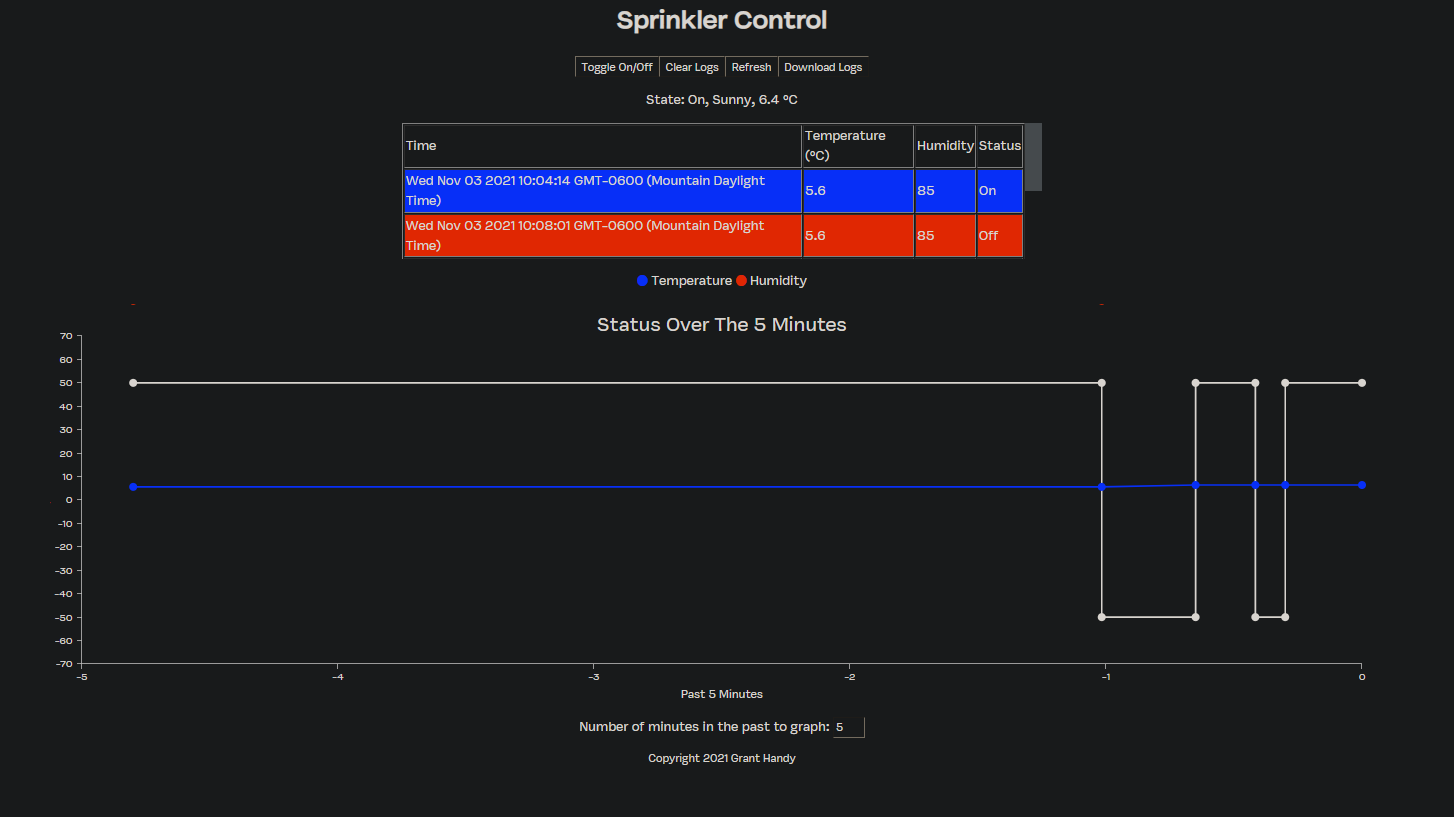 Sprinkler Control
Toggle On/Off Clear Logs Refresh Download Logs
State: On, Sunny, 6.4 ºC
Time Temperature (ºC) Humidity Status
Wed Nov 03 2021 10:04:14 GMT-0600 (Mountain Daylight Time) 5.6 85 On
Wed Nov 03 2021 10:08:01 GMT-0600 (Mountain Daylight Time) 5.6 85 Off
Temperature Humidity
Status Over The 5 Minutes
70
60
50
40
30
20
10
0
-10
-20
-30
-40
-50
-60
-70
-5 -4 -3 -2 -1 0
Past 5 Minutes
Number of minutes in the past to graph: 5
Copyright 2021 Grant Handy